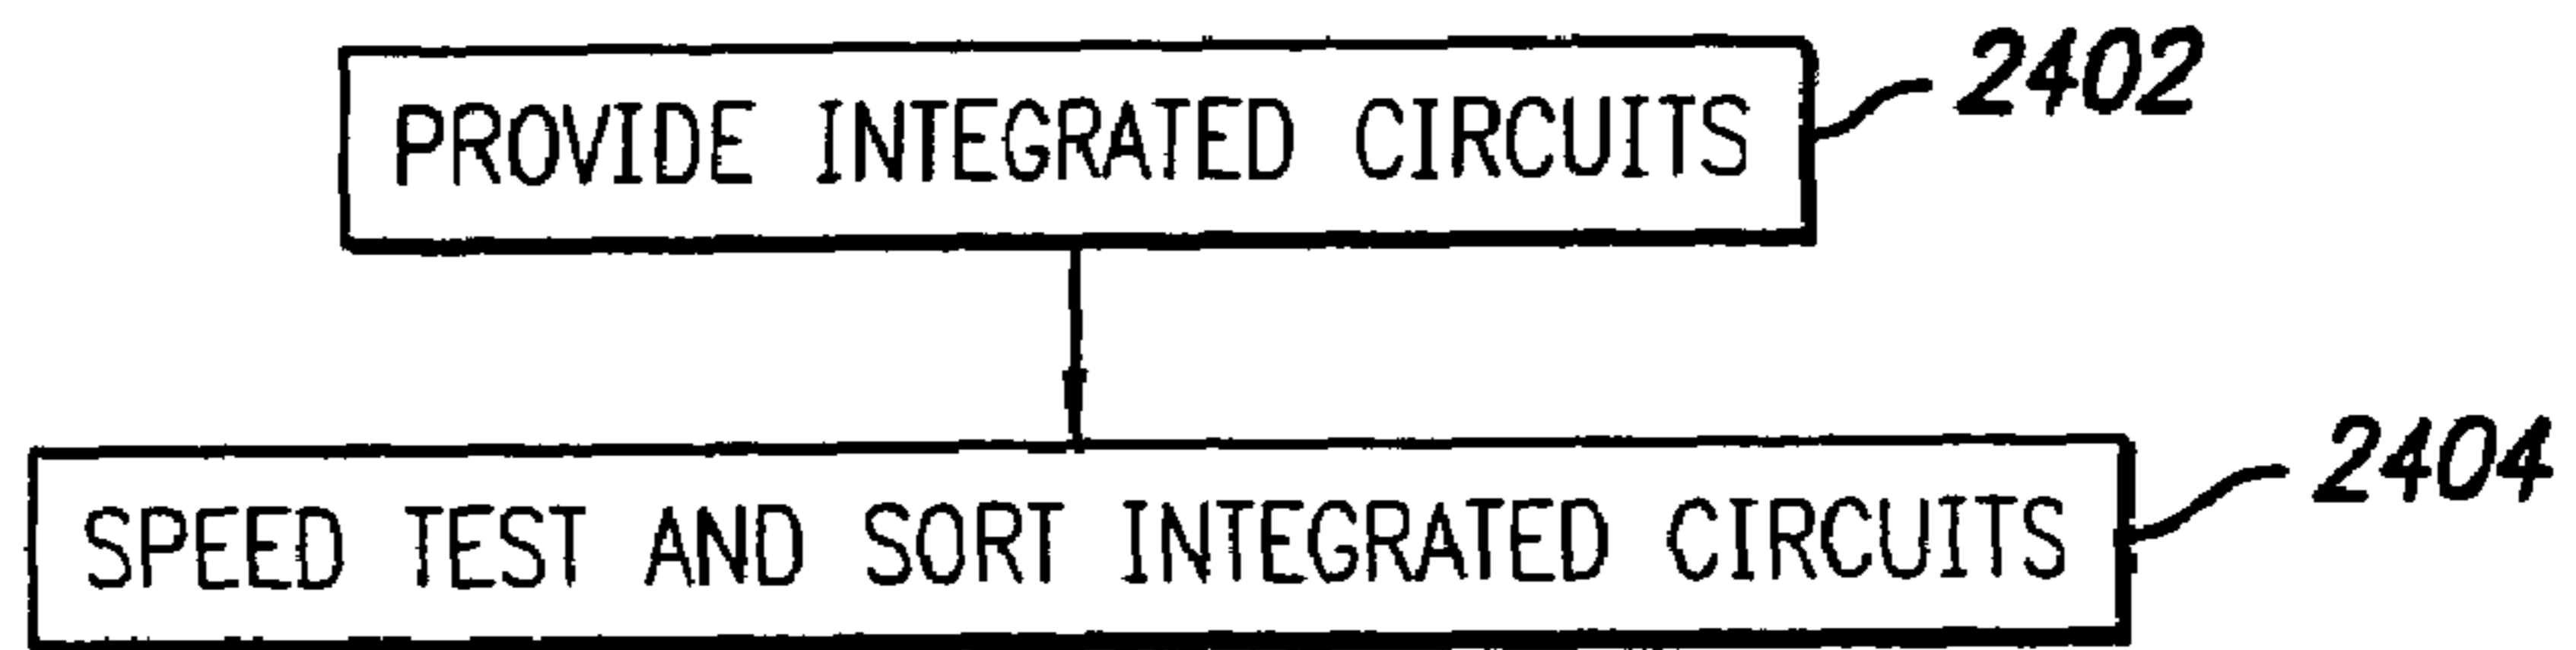 PROVIDE INTEGRATED CIRCUITS
2402
SPEED TEST AND SORT INTEGRATED CIRCUITS
2404